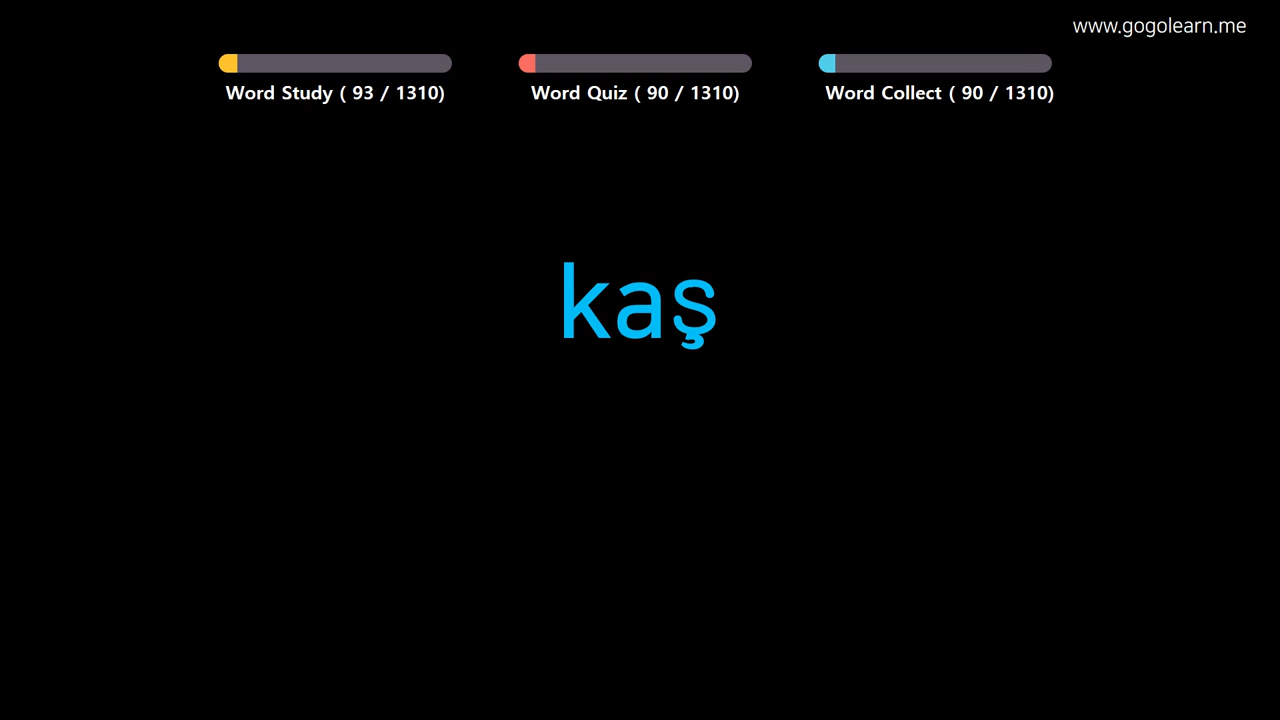 www.gogolearn.me
Word Study ( 93 / 1310)
Word Quiz ( 90 / 1310)
Word Collect ( 90 / 1310)
kaş